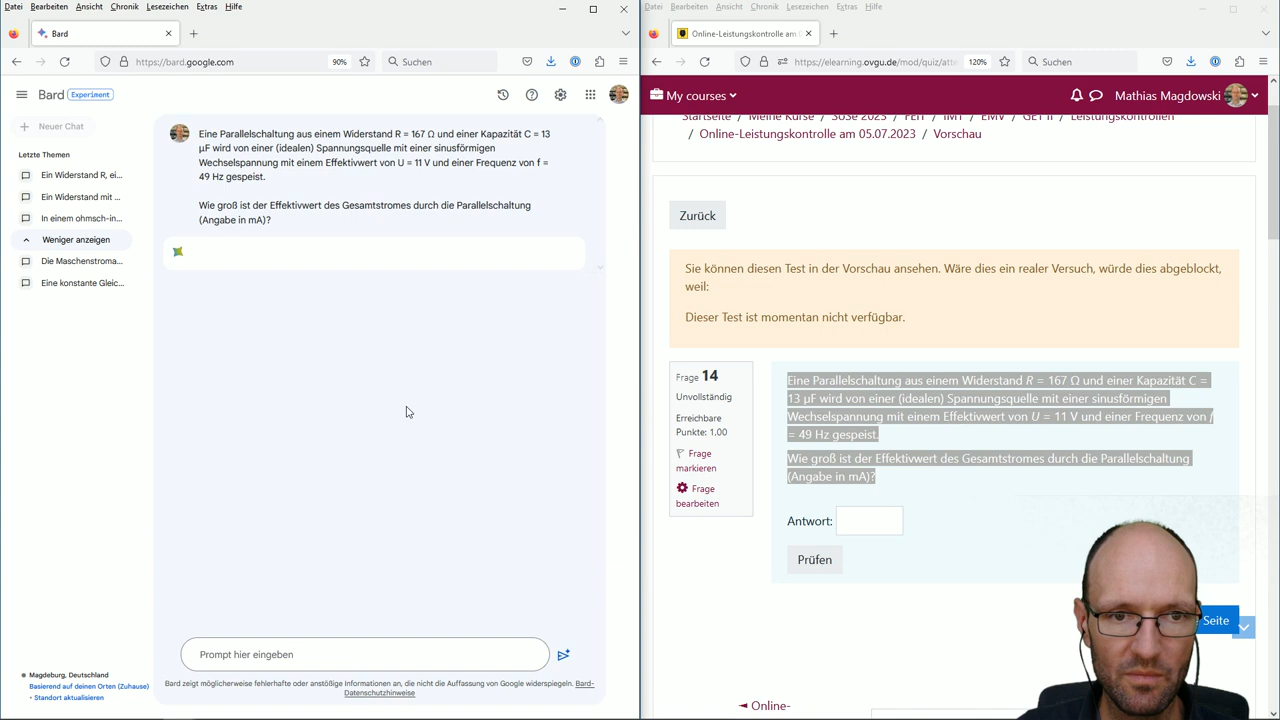 Datei Bearbeiten Ansicht Chronik Lesezeichen Extras Hilfe
Bard
https://bard.google.com 90% Suchen
Bard Experiment
Neuer Chat
Letzte Themen
Ein Widerstand R, ei...
Ein Widerstand mit ...
In einem ohmsch-in...
Weniger anzeigen
Die Maschenstroma...
Eine konstante Gleic...
Eine Parallelschaltung aus einem Widerstand R = 167 Ω und einer Kapazität C = 13
µF wird von einer (idealen) Spannungsquelle mit einer sinusförmigen
Wechselspannung mit einem Effektivwert von U = 11 V und einer Frequenz von f =
49 Hz gespeist.
Wie groß ist der Effektivwert des Gesamtstromes durch die Parallelschaltung
(Angabe in mA)?
Prompt hier eingeben
Magdeburg, Deutschland
Basierend auf deinen Orten (Zuhause)
• Standort aktualisieren
Bard zeigt möglicherweise fehlerhafte oder anstößige Informationen an, die nicht die Auffassung von Google widerspiegeln. Bard-
Datenschutzhinweise
Datei Bearbeiten Ansicht Chronik Lesezeichen Extras Hilfe
Online-Leistungskontrolle am
https://elearning.ovgu.de/mod/quiz/att 120% Suchen
My courses Mathias Magdowski
Startseite / Meine Kurse / SoSe 2023 / FEIT / IMT / EMV / GET II / Leistungskontrollen
/ Online-Leistungskontrolle am 05.07.2023 / Vorschau
Zurück
Sie können diesen Test in der Vorschau ansehen. Wäre dies ein realer Versuch, würde dies abgeblockt,
weil:
Dieser Test ist momentan nicht verfügbar.
Frage 14
Unvollständig
Erreichbare
Punkte: 1,00
Frage
markieren
Frage
bearbeiten
Eine Parallelschaltung aus einem Widerstand R = 167 Ω und einer Kapazität C =
13 µF wird von einer (idealen) Spannungsquelle mit einer sinusförmigen
Wechselspannung mit einem Effektivwert von U = 11 V und einer Frequenz von f
= 49 Hz gespeist.
Wie groß ist der Effektivwert des Gesamtstromes durch die Parallelschaltung
(Angabe in mA)?
Antwort:
Prüfen
Seite
◄ Online-